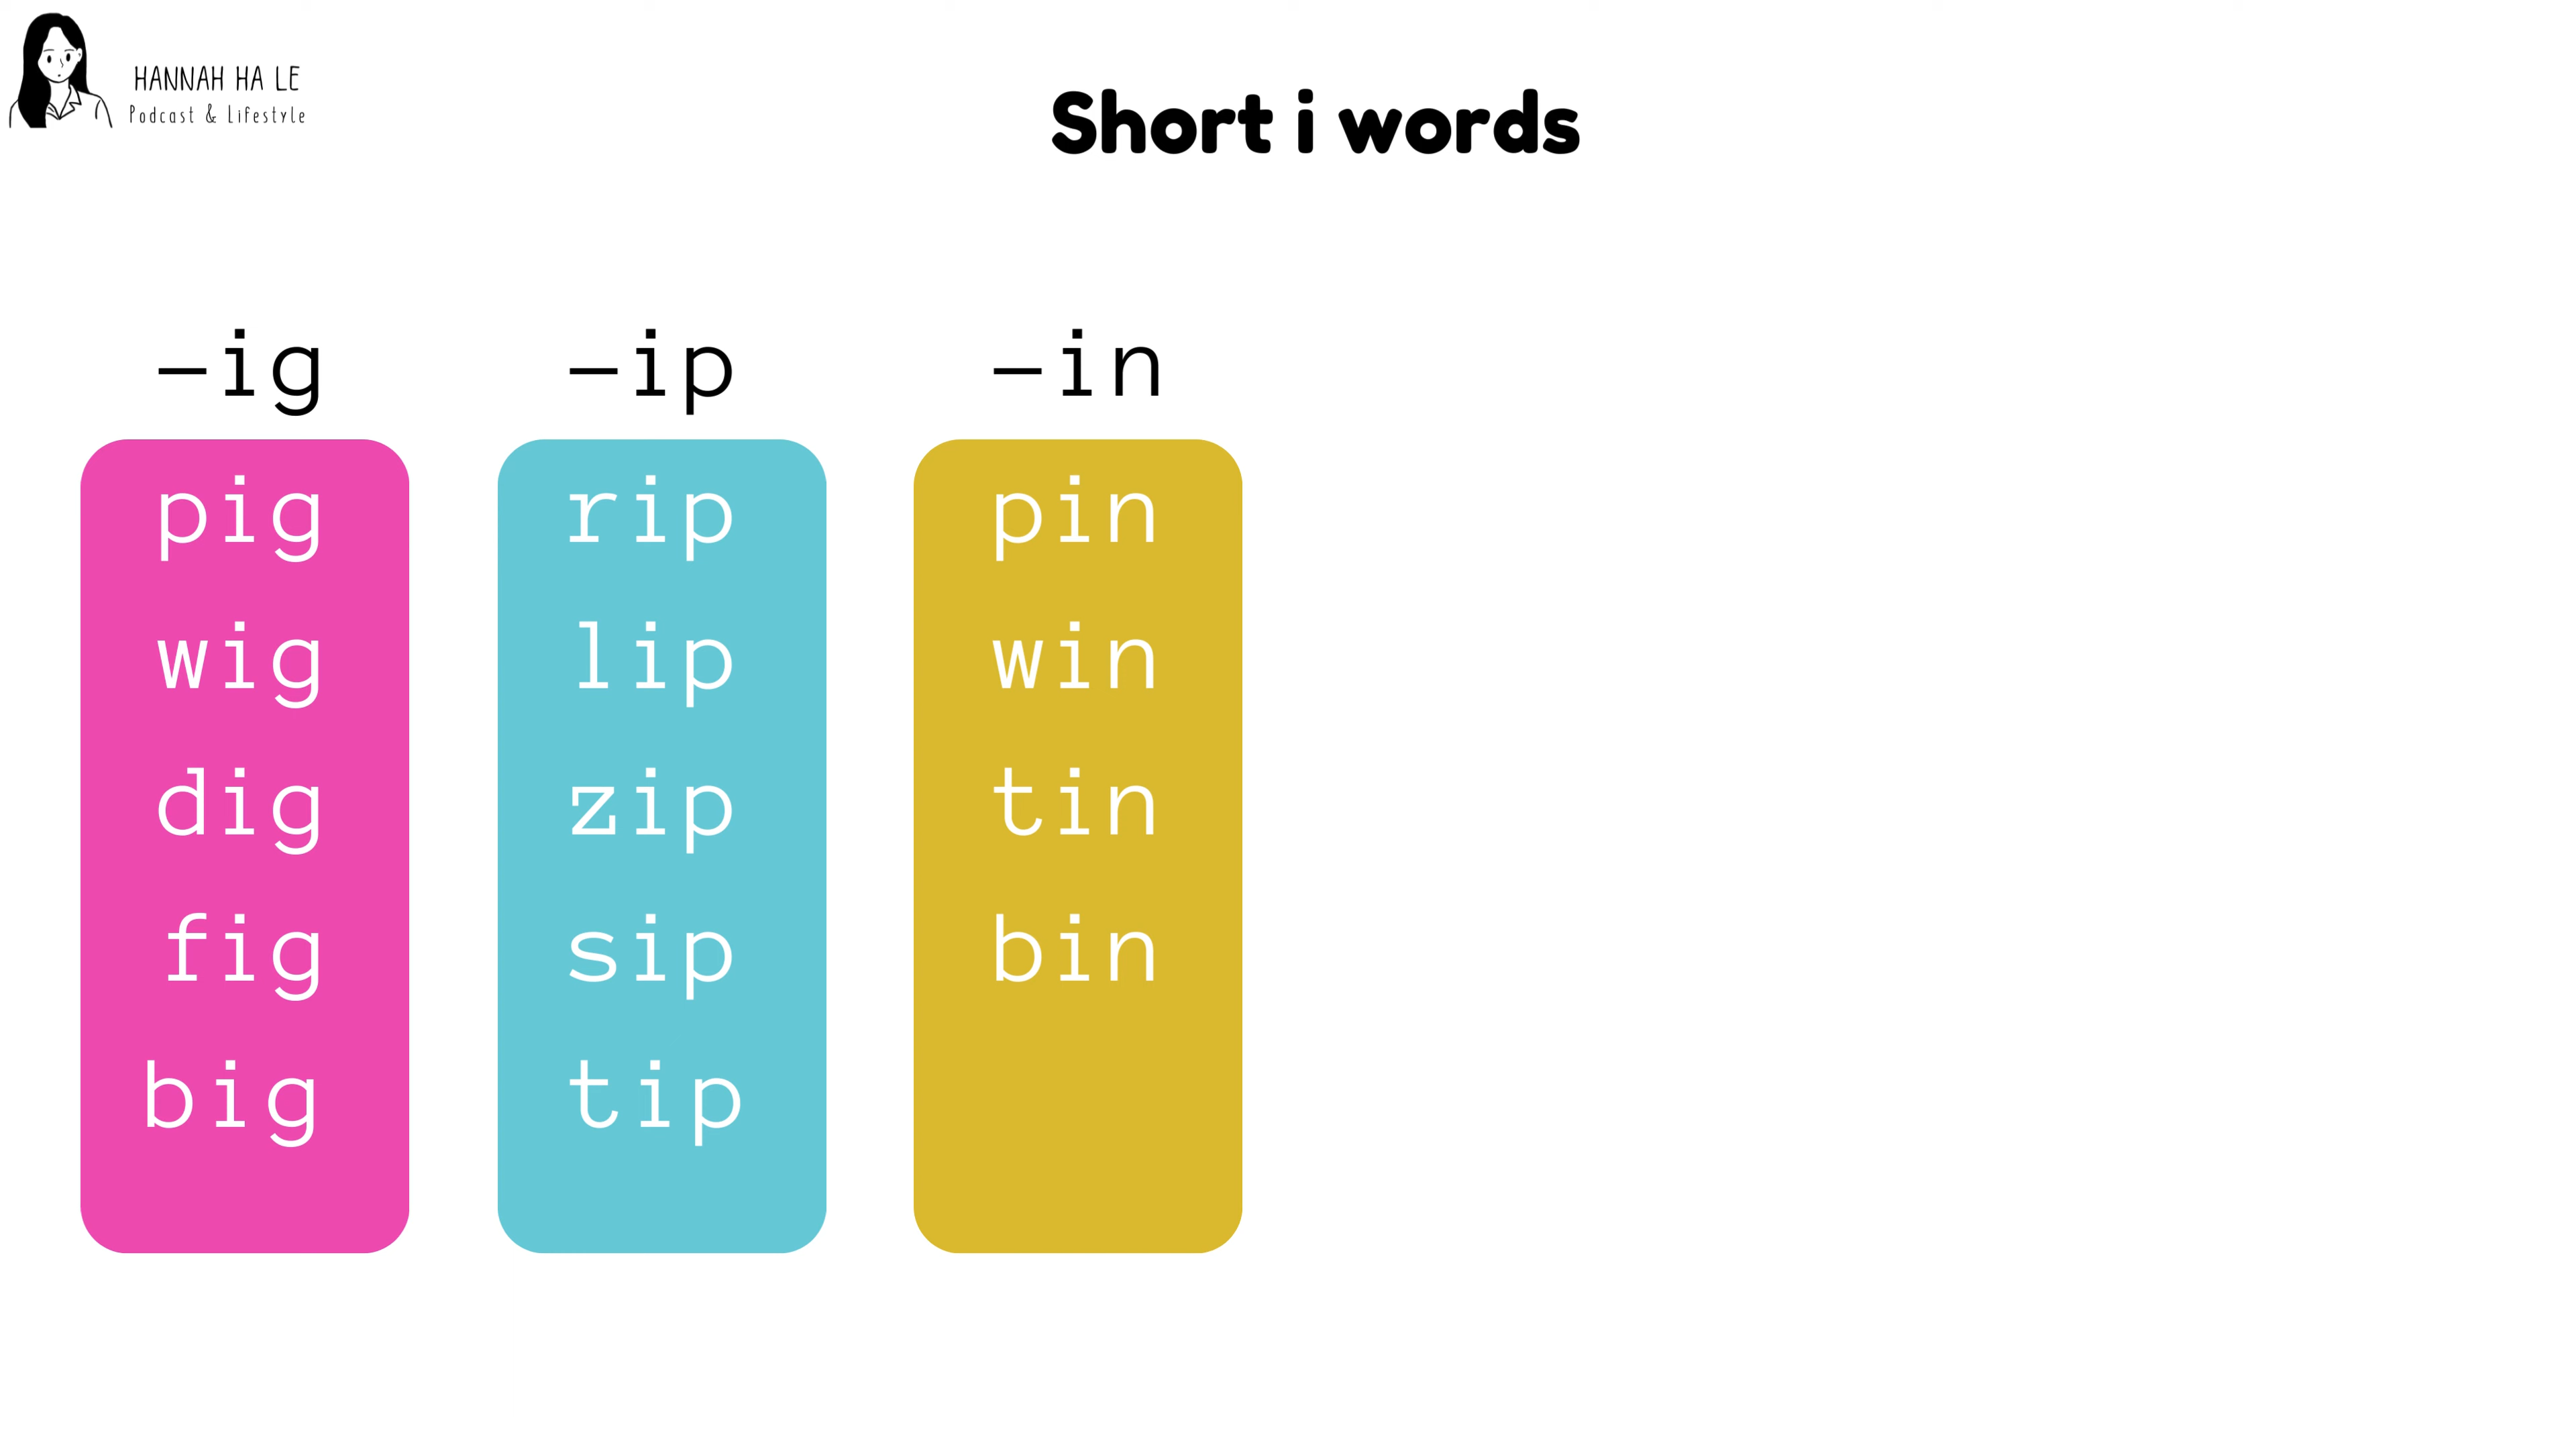 HANNAH HA LE
Podcast & Lifestyle
Short i words
–ig
pig
wig
dig
fig
big
–ip
rip
lip
zip
sip
tip
–in
pin
win
tin
bin